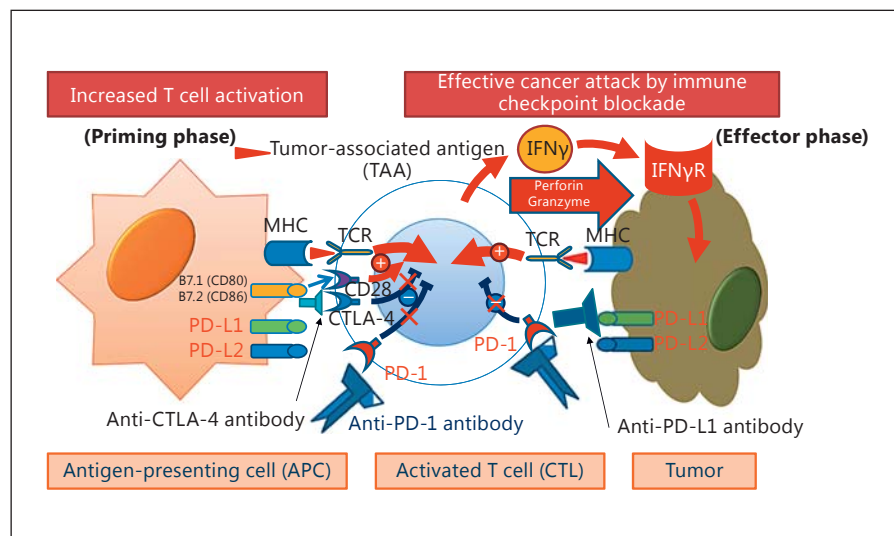 Increased T cell activation
Effective cancer attack by immune
checkpoint blockade
(Priming phase)
(Effector phase)
Tumor-associated antigen
(TAA)
IFNγ
IFNγR
Perforin
Granzyme
MHC
TCR
+
+
TCR
MHC
B7.1 (CD80)
B7.2 (CD86)
CD28
CTLA-4
−
−
PD-L1
PD-L2
PD-1
PD-1
PD-L1
PD-L2
Anti-CTLA-4 antibody
Anti-PD-1 antibody
Anti-PD-L1 antibody
Antigen-presenting cell (APC)
Activated T cell (CTL)
Tumor